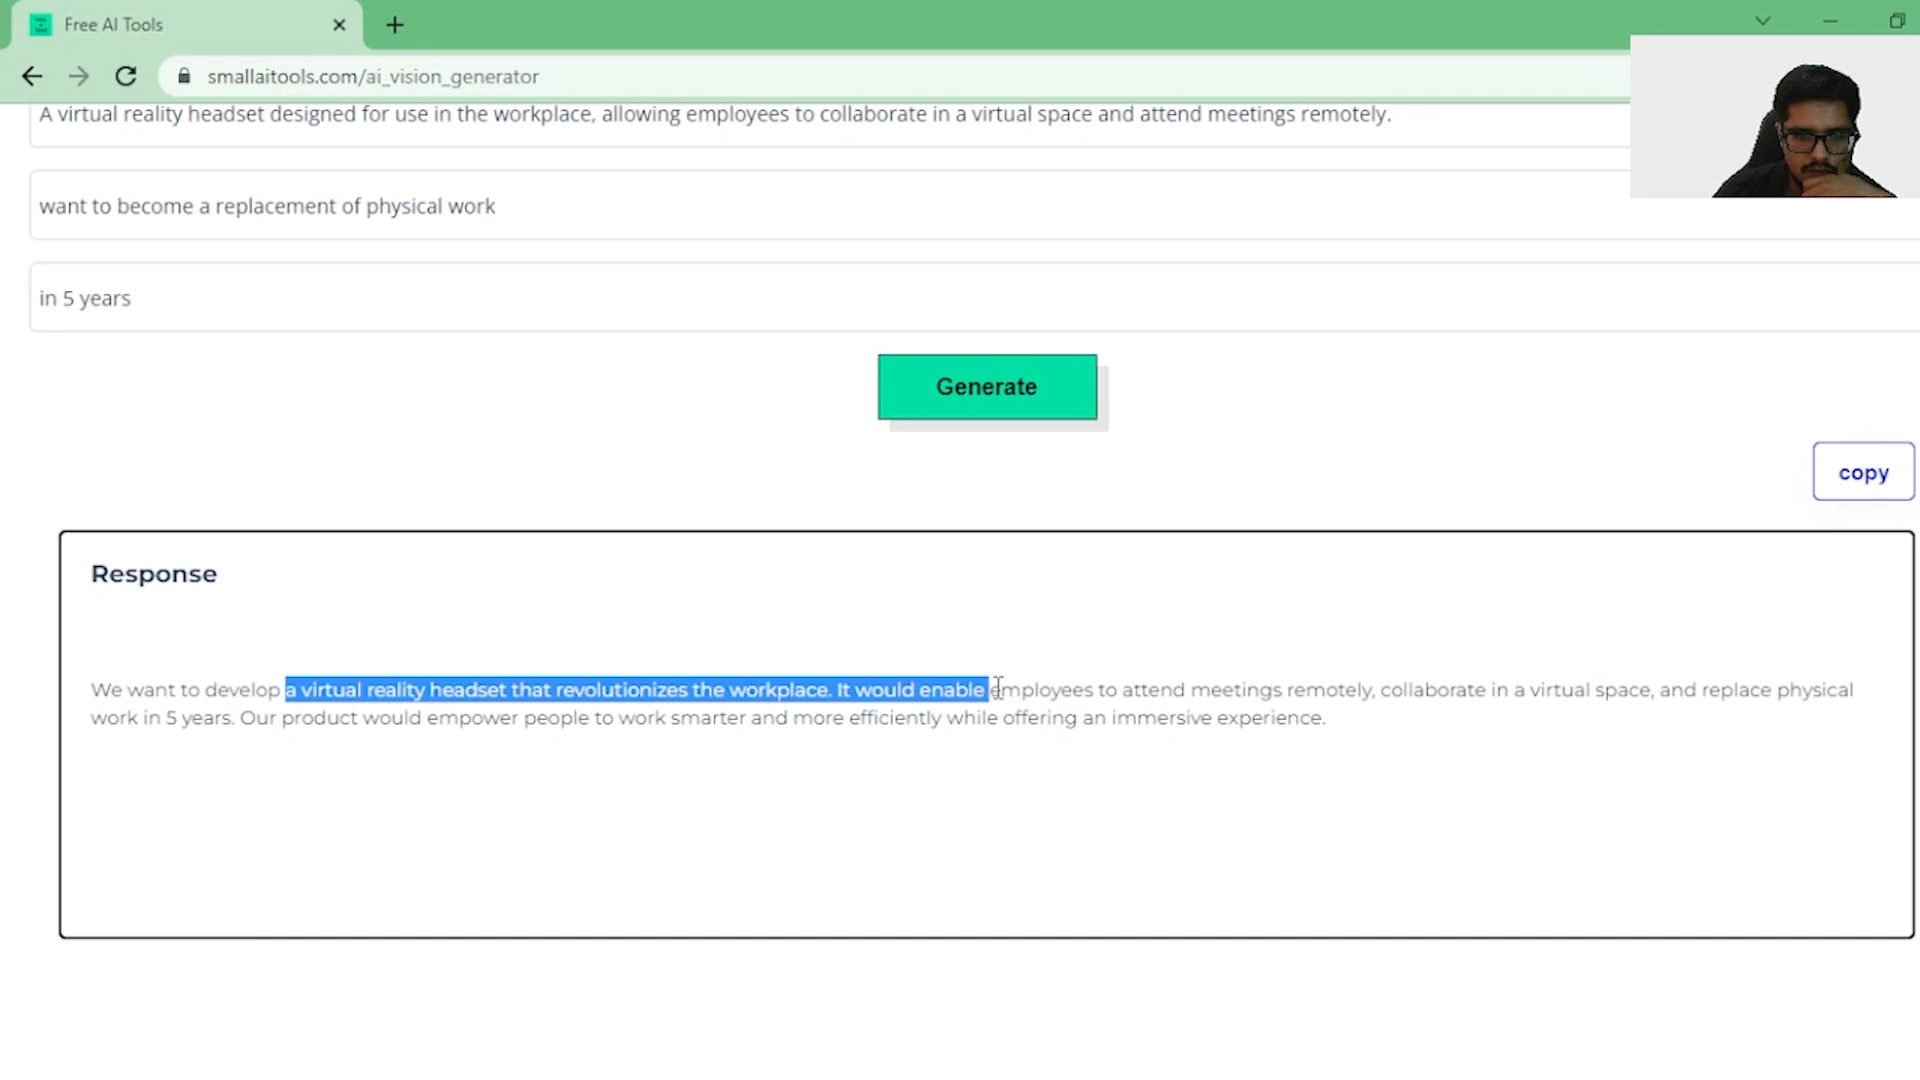 Free AI Tools
smallaitools.com/ai_vision_generator
A virtual reality headset designed for use in the workplace, allowing employees to collaborate in a virtual space and attend meetings remotely.
want to become a replacement of physical work
in 5 years
Generate
copy
Response
We want to develop a virtual reality headset that revolutionizes the workplace. It would enable employees to attend meetings remotely, collaborate in a virtual space, and replace physical
work in 5 years. Our product would empower people to work smarter and more efficiently while offering an immersive experience.